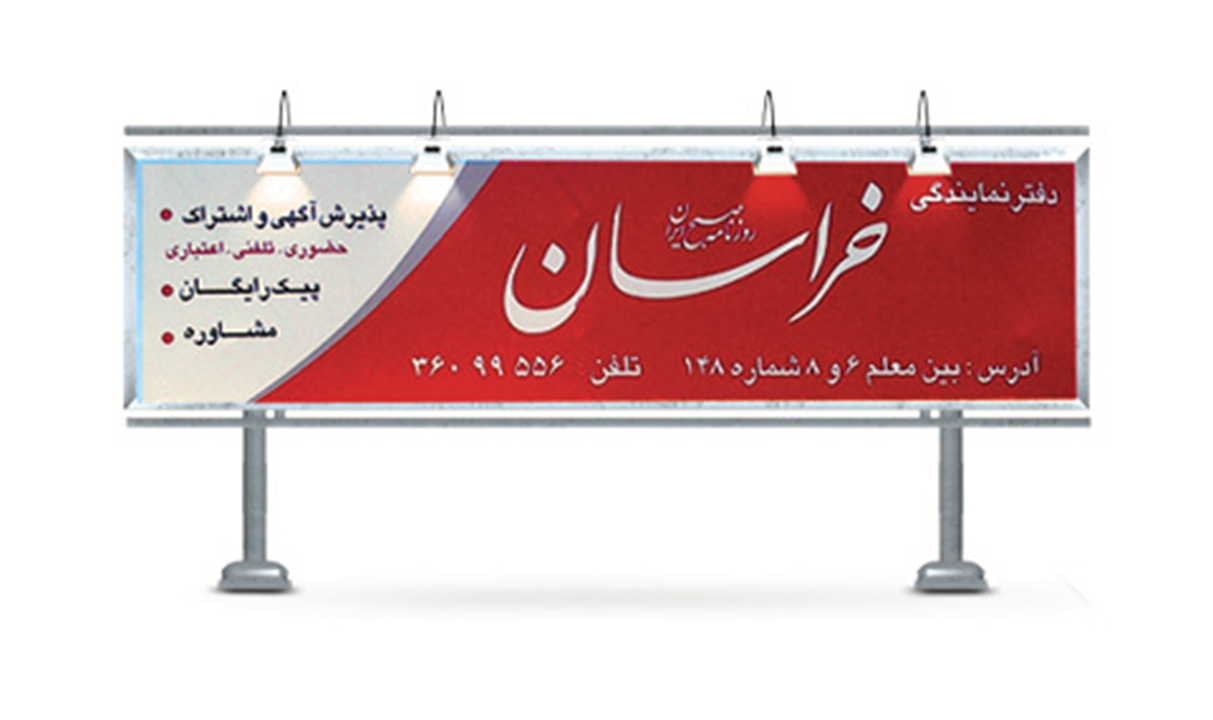 دفتر نمایندگی
روزنامه صبح ایران
خراسان
آدرس : بین معلم ۶ و ۸ شماره ۱۴۸ تلفن : ۵۵۶ ۹۹ ۳۶۰
پذیرش آگهی و اشتراک
حضوری، تلفنی، اعتباری
پیک رایگان
مشاوره